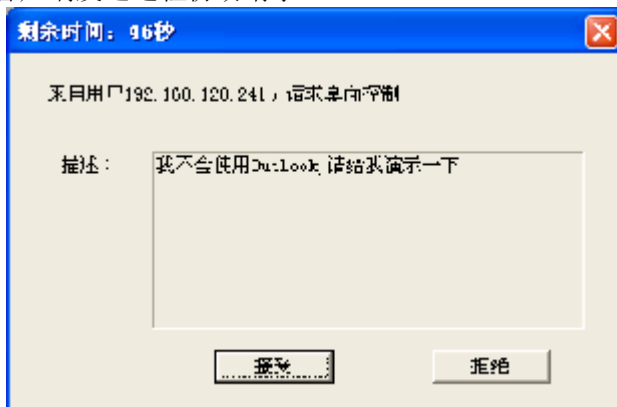 剩余时间：46秒
来自用户192.168.120.241，请求桌面控制
描述：
我不会使用Outlook，请给我演示一下
接受
拒绝